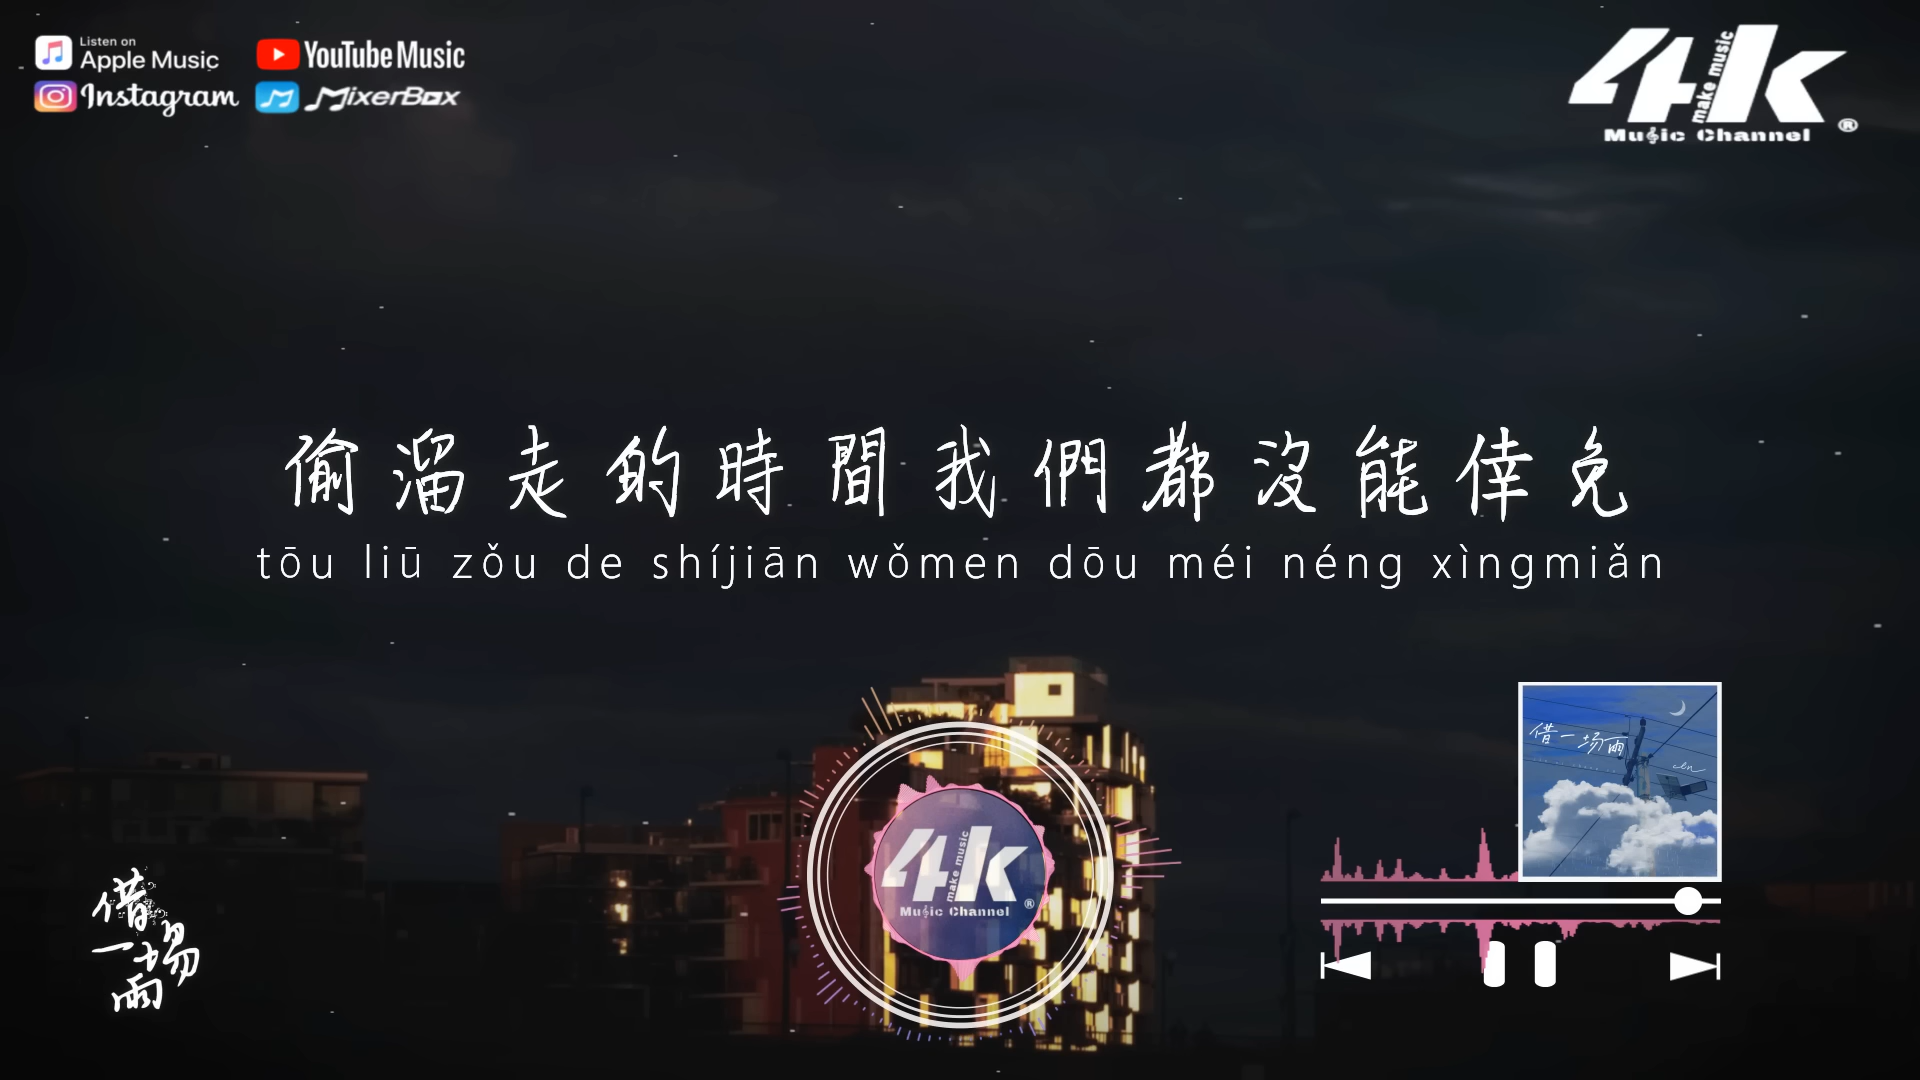 Listen on
Apple Music
YouTube Music
Instagram
MixerBox
4k
make music
Music Channel
®
偷溜走的時間我們都沒能倖免
tōu liū zǒu de shíjiān wǒmen dōu méi néng xìngmiǎn
借一场雨
4k
make music
Music Channel
®
借
一場
雨